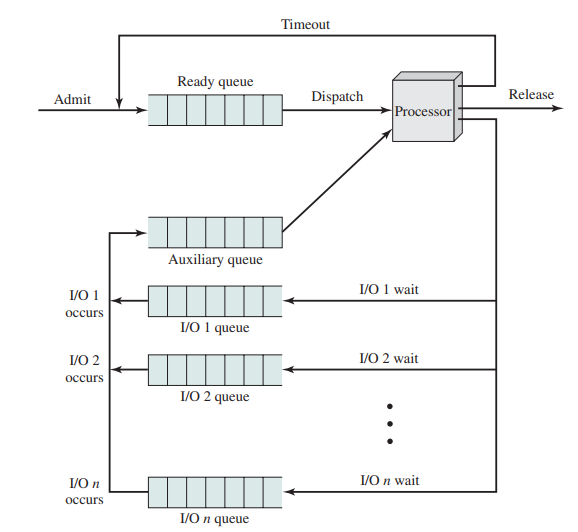 Timeout
Ready queue
Admit
Dispatch
Release
Processor
Auxiliary queue
I/O 1
occurs
I/O 1 wait
I/O 1 queue
I/O 2
occurs
I/O 2 wait
I/O 2 queue
I/O n
occurs
I/O n wait
I/O n queue